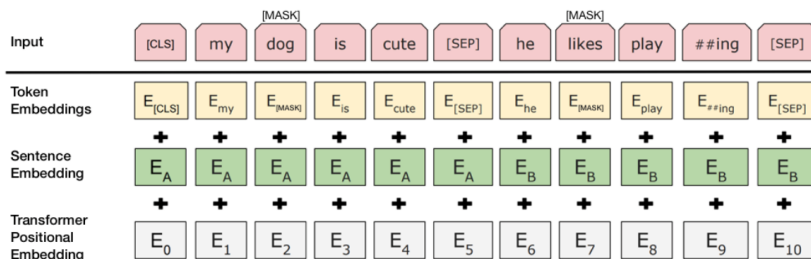 [MASK] [MASK]
Input [CLS] my dog is cute [SEP] he likes play ##ing [SEP]
Token
Embeddings
E[CLS] Emy E[MASK] Eis Ecute E[SEP] Ehe E[MASK] Eplay E##ing E[SEP]
+ + + + + + + + + + +
Sentence
Embedding
EA EA EA EA EA EA EB EB EB EB EB
+ + + + + + + + + + +
Transformer
Positional
Embedding
E0 E1 E2 E3 E4 E5 E6 E7 E8 E9 E10